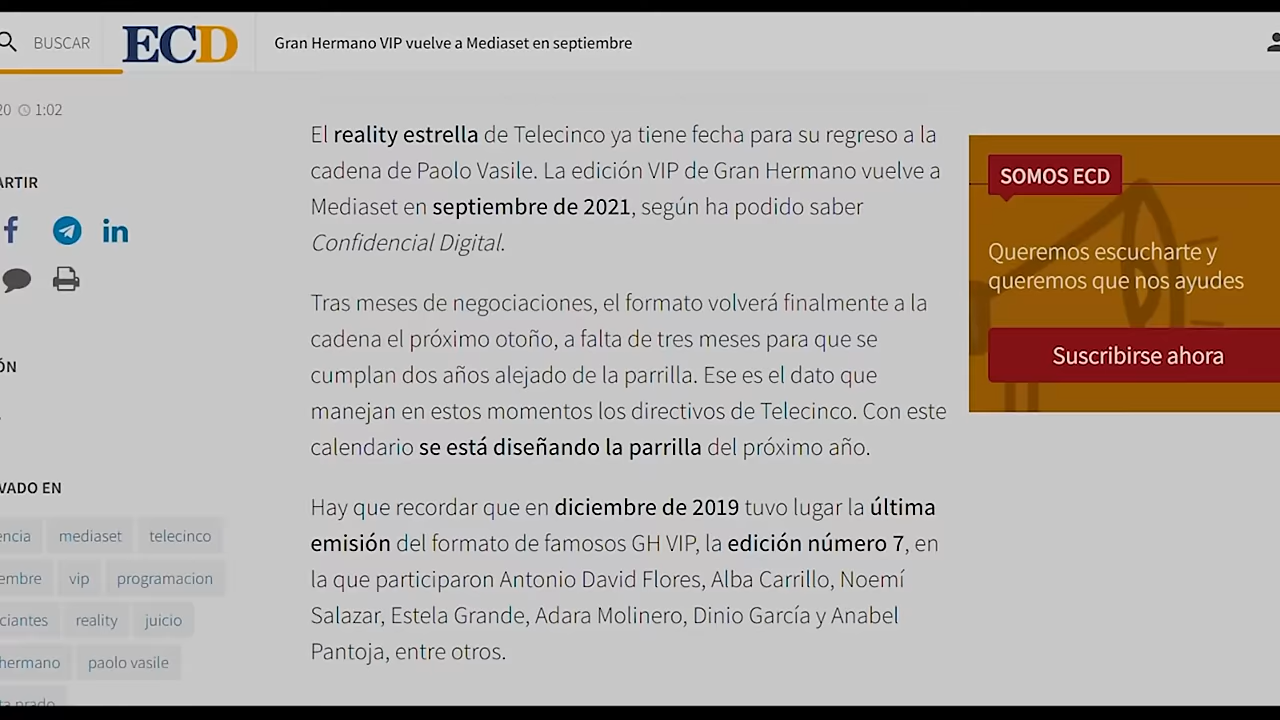 BUSCAR
ECD
Gran Hermano VIP vuelve a Mediaset en septiembre
20 1:02
ARTIR
ÓN
VADO EN
encia mediaset telecinco
embre vip programacion
ciantes reality juicio
hermano paolo vasile
ta prado
El reality estrella de Telecinco ya tiene fecha para su regreso a la
cadena de Paolo Vasile. La edición VIP de Gran Hermano vuelve a
Mediaset en septiembre de 2021, según ha podido saber
Confidencial Digital.
Tras meses de negociaciones, el formato volverá finalmente a la
cadena el próximo otoño, a falta de tres meses para que se
cumplan dos años alejado de la parrilla. Ese es el dato que
manejan en estos momentos los directivos de Telecinco. Con este
calendario se está diseñando la parrilla del próximo año.
Hay que recordar que en diciembre de 2019 tuvo lugar la última
emisión del formato de famosos GH VIP, la edición número 7, en
la que participaron Antonio David Flores, Alba Carrillo, Noemí
Salazar, Estela Grande, Adara Molinero, Dinio García y Anabel
Pantoja, entre otros.
SOMOS ECD
Queremos escucharte y
queremos que nos ayudes
Suscribirse ahora